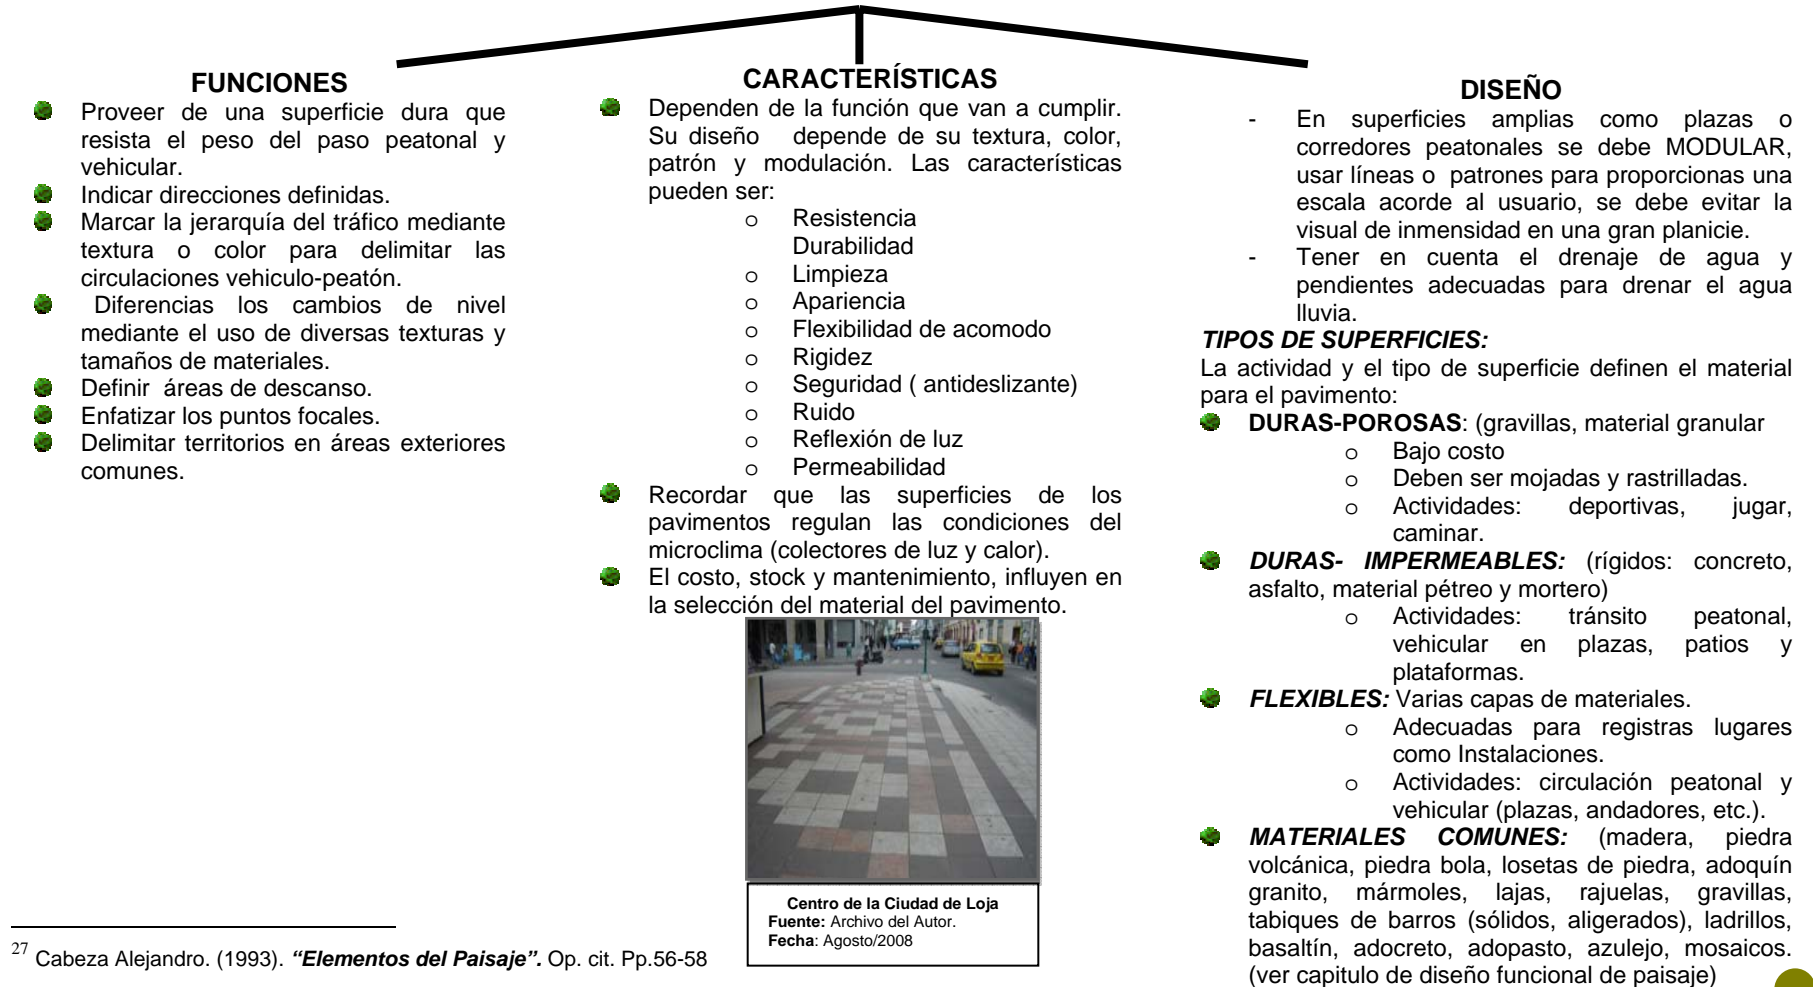 FUNCIONES
Proveer de una superficie dura que
resista el peso del paso peatonal y
vehicular.
Indicar direcciones definidas.
Marcar la jerarquía del tráfico mediante
textura o color para delimitar las
circulaciones vehiculo-peatón.
Diferencias los cambios de nivel
mediante el uso de diversas texturas y
tamaños de materiales.
Definir áreas de descanso.
Enfatizar los puntos focales.
Delimitar territorios en áreas exteriores
comunes.
CARACTERÍSTICAS
Dependen de la función que van a cumplir.
Su diseño depende de su textura, color,
patrón y modulación. Las características
pueden ser:
o Resistencia
Durabilidad
o Limpieza
o Apariencia
o Flexibilidad de acomodo
o Rigidez
o Seguridad ( antideslizante)
o Ruido
o Reflexión de luz
o Permeabilidad
Recordar que las superficies de los
pavimentos regulan las condiciones del
microclima (colectores de luz y calor).
El costo, stock y mantenimiento, influyen en
la selección del material del pavimento.
Centro de la Ciudad de Loja
Fuente: Archivo del Autor.
Fecha: Agosto/2008
DISEÑO
- En superficies amplias como plazas o
corredores peatonales se debe MODULAR,
usar líneas o patrones para proporcionas una
escala acorde al usuario, se debe evitar la
visual de inmensidad en una gran planicie.
- Tener en cuenta el drenaje de agua y
pendientes adecuadas para drenar el agua
lluvia.
TIPOS DE SUPERFICIES:
La actividad y el tipo de superficie definen el material
para el pavimento:
DURAS-POROSAS: (gravillas, material granular
o Bajo costo
o Deben ser mojadas y rastrilladas.
o Actividades: deportivas, jugar,
caminar.
DURAS- IMPERMEABLES: (rígidos: concreto,
asfalto, material pétreo y mortero)
o Actividades: tránsito peatonal,
vehicular en plazas, patios y
plataformas.
FLEXIBLES: Varias capas de materiales.
o Adecuadas para registras lugares
como Instalaciones.
o Actividades: circulación peatonal y
vehicular (plazas, andadores, etc.).
MATERIALES COMUNES: (madera, piedra
volcánica, piedra bola, losetas de piedra, adoquín
granito, mármoles, lajas, rajuelas, gravillas,
tabiques de barros (sólidos, aligerados), ladrillos,
basaltín, adocreto, adopasto, azulejo, mosaicos.
(ver capitulo de diseño funcional de paisaje)
27 Cabeza Alejandro. (1993). “Elementos del Paisaje”. Op. cit. Pp.56-58